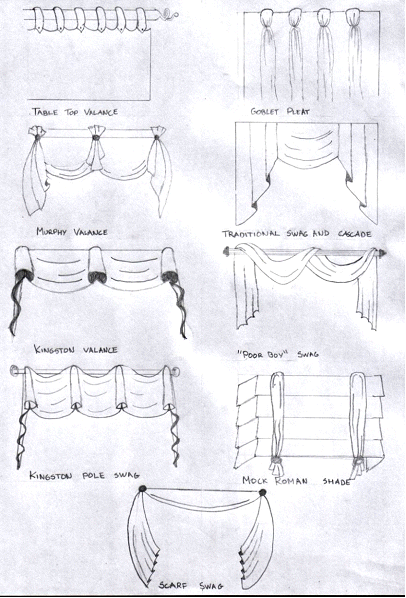 TABLE TOP VALANCE
GOBLET PLEAT
MURPHY VALANCE
TRADITIONAL SWAG AND CASCADE
KINGSTON VALANCE
"POOR BOY" SWAG
KINGSTON POLE SWAG
MOCK ROMAN SHADE
SCARF SWAG